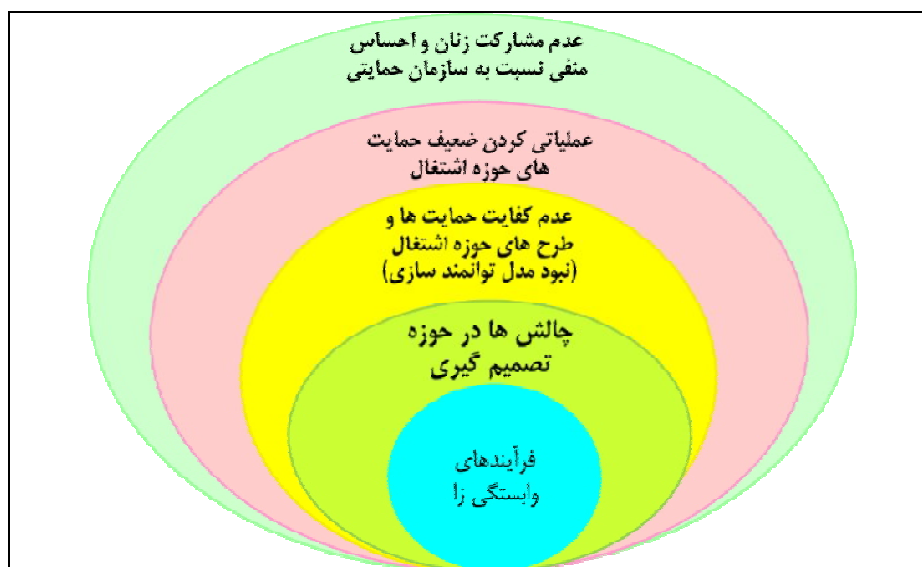 عدم مشارکت زنان و احساس
منفی نسبت به سازمان حمایتی
عملیاتی کردن ضعیف حمایت
های حوزه اشتغال
عدم کفایت حمایت ها و
طرح های حوزه اشتغال
(نبود مدل توانمند سازی)
چالش ها در حوزه
تصمیم گیری
فرآیندهای
وابستگی زا